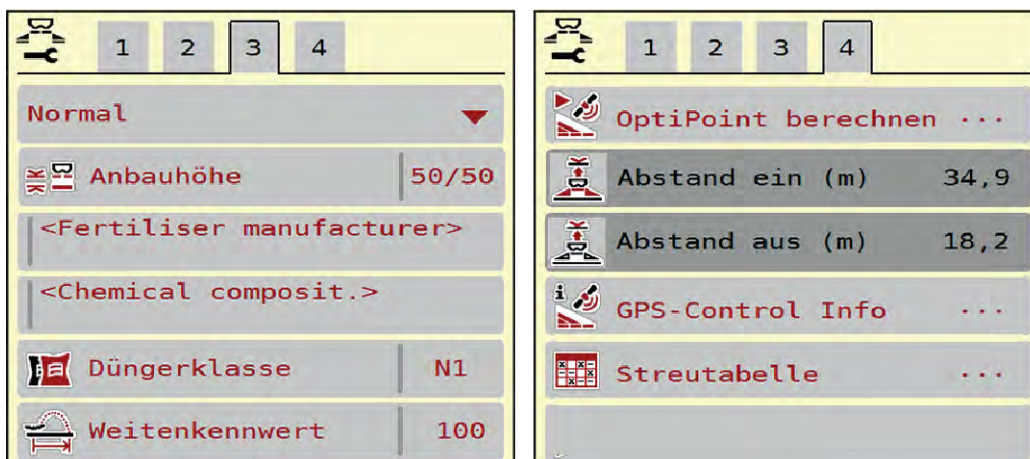 1 2 3 4
Normal
Anbauhöhe 50/50
<Fertiliser manufacturer>
<Chemical composit.>
Düngerklasse N1
Weitenkennwert 100
1 2 3 4
OptiPoint berechnen ...
Abstand ein (m) 34,9
Abstand aus (m) 18,2
GPS-Control Info ...
Streutabelle ...